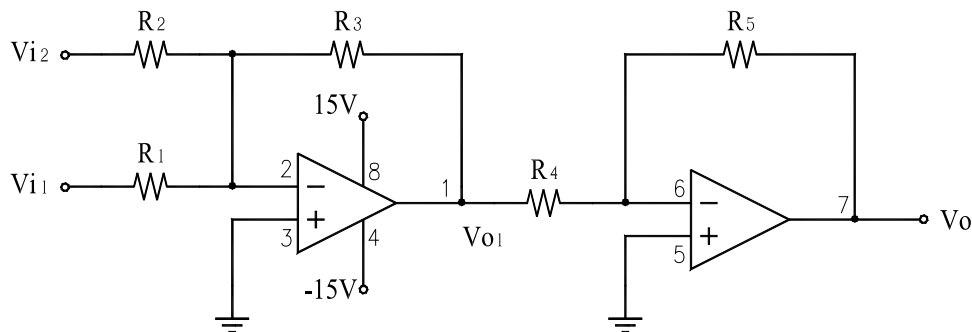 R2 R3 R5
Vi2
15V
R1 8 R4
Vi1 2 − 1 6 − 7
+ Vo
3 4 Vo1 5 +
-15V